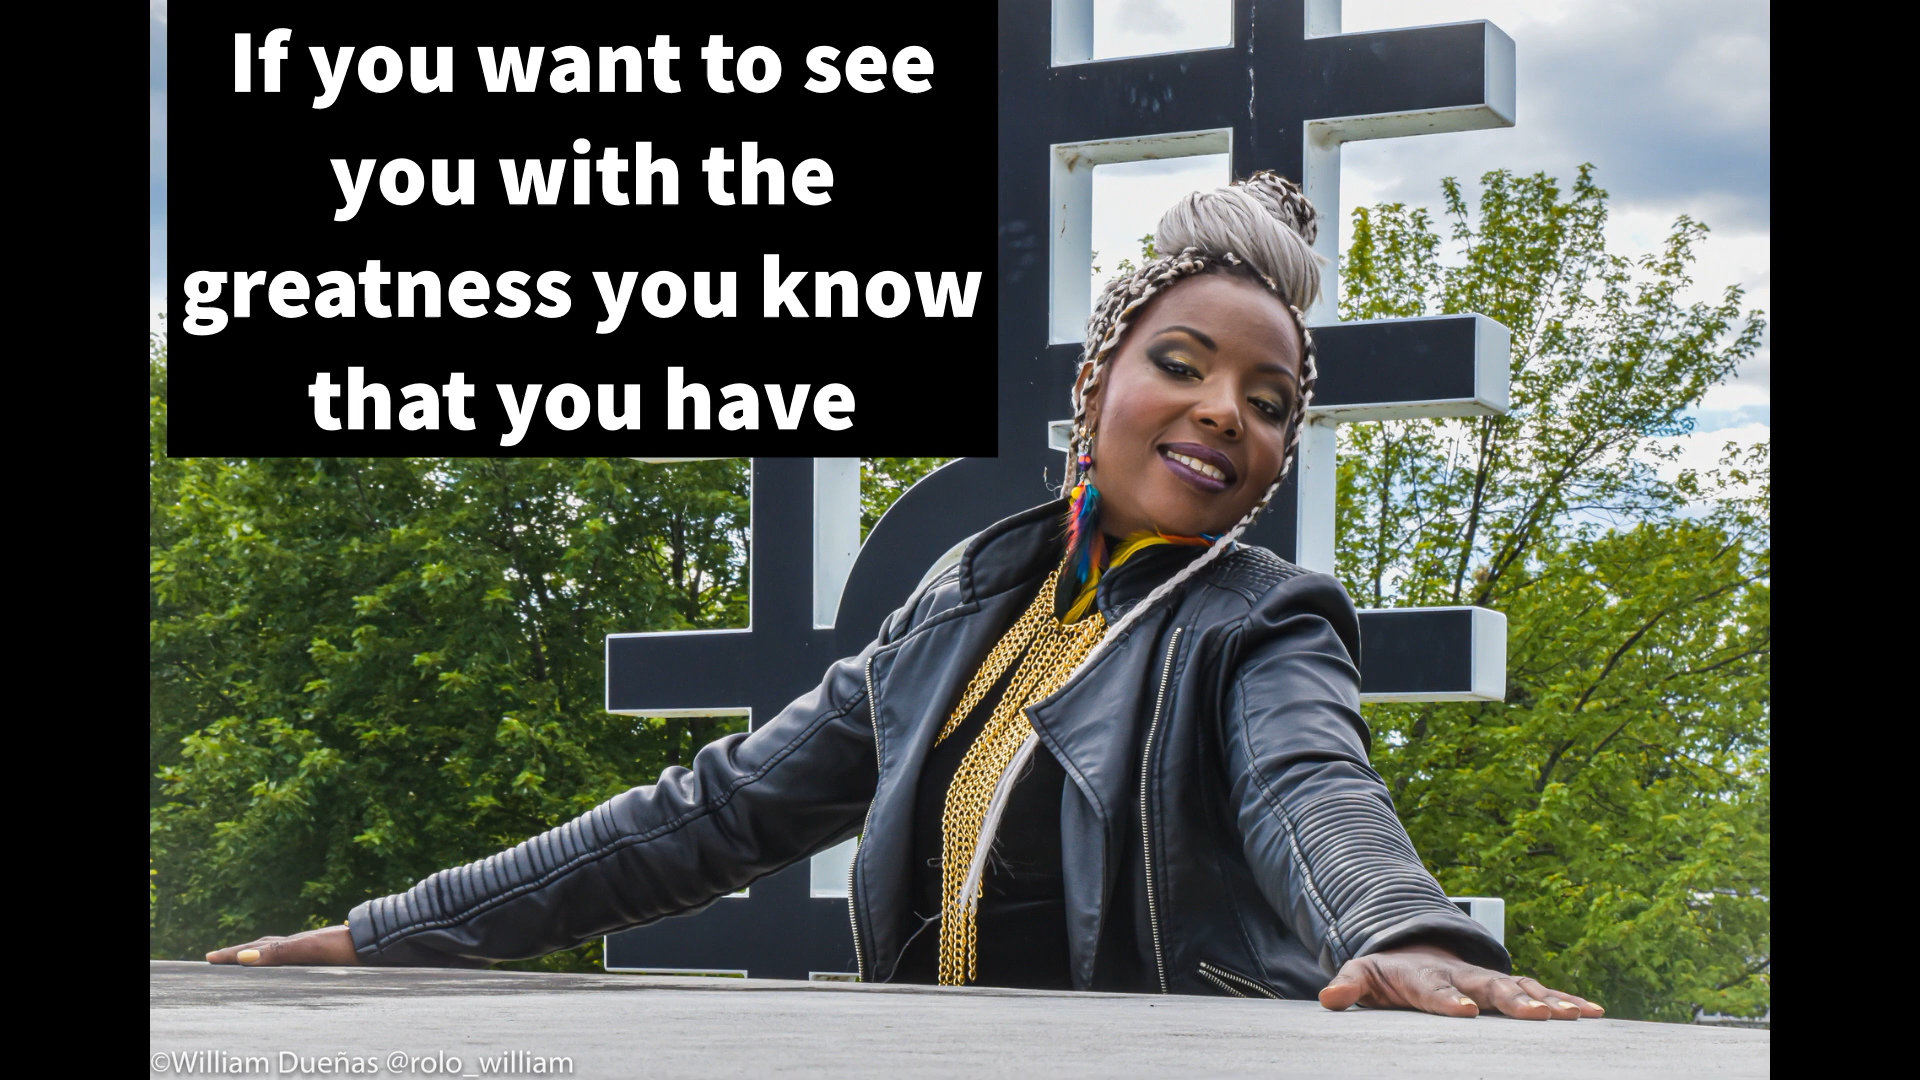 If you want to see
you with the
greatness you know
that you have
©William Dueñas @rolo_william